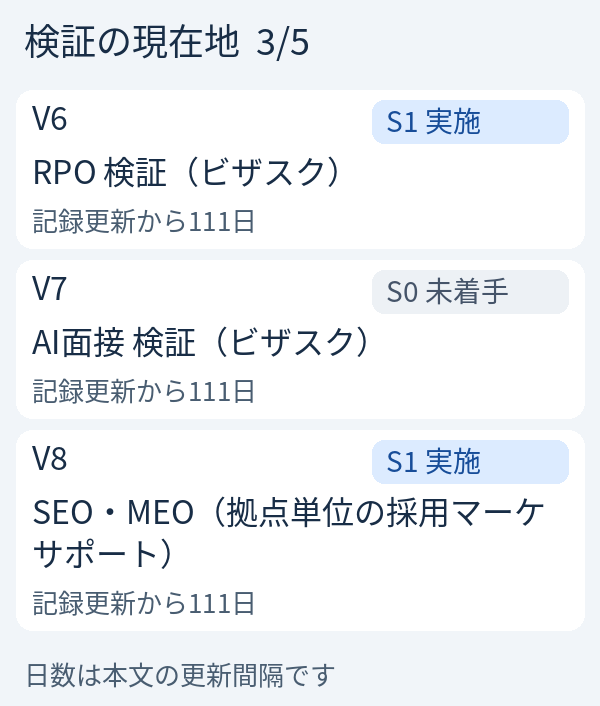 検証の現在地 3/5
V6
S1 実施
RPO 検証（ビザスク）
記録更新から111日
V7
S0 未着手
AI面接 検証（ビザスク）
記録更新から111日
V8
S1 実施
SEO・MEO（拠点単位の採用マーケ
サポート）
記録更新から111日
日数は本文の更新間隔です